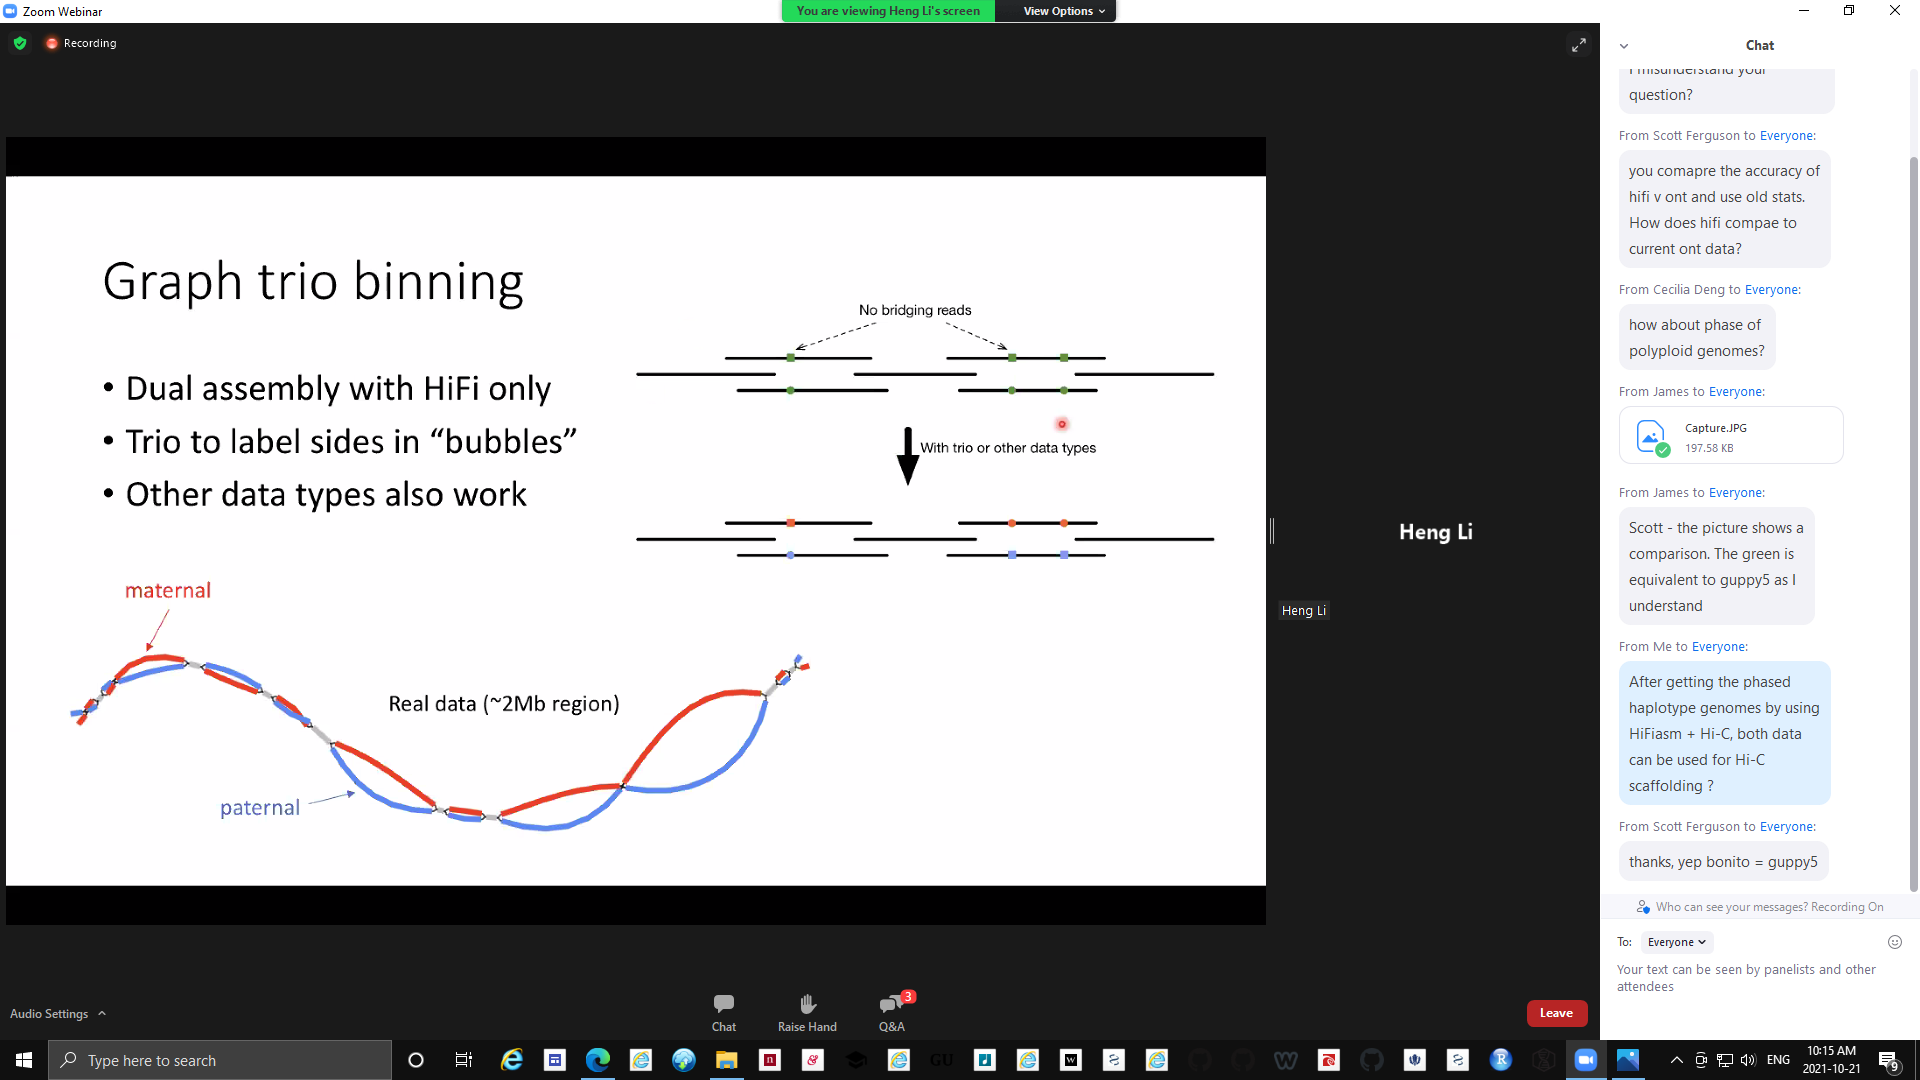 Zoom Webinar
You are viewing Heng Li's screen
View Options
Recording
Graph trio binning
• Dual assembly with HiFi only
• Trio to label sides in “bubbles”
• Other data types also work
No bridging reads
With trio or other data types
maternal
Real data (~2Mb region)
paternal
Heng Li
Heng Li
Chat
I misunderstand your
question?
From Scott Ferguson to Everyone:
you comapre the accuracy of
hifi v ont and use old stats.
How does hifi compae to
current ont data?
From Cecilia Deng to Everyone:
how about phase of
polyploid genomes?
From James to Everyone:
Capture.JPG
197.58 KB
From James to Everyone:
Scott - the picture shows a
comparison. The green is
equivalent to guppy5 as I
understand
From Me to Everyone:
After getting the phased
haplotype genomes by using
HiFiasm + Hi-C, both data
can be used for Hi-C
scaffolding ?
From Scott Ferguson to Everyone:
thanks, yep bonito = guppy5
Who can see your messages? Recording On
To: Everyone
Your text can be seen by panelists and other
attendees
Audio Settings
Chat
Raise Hand
3
Q&A
Leave
Type here to search
GU
ENG
10:15 AM
2021-10-21
9